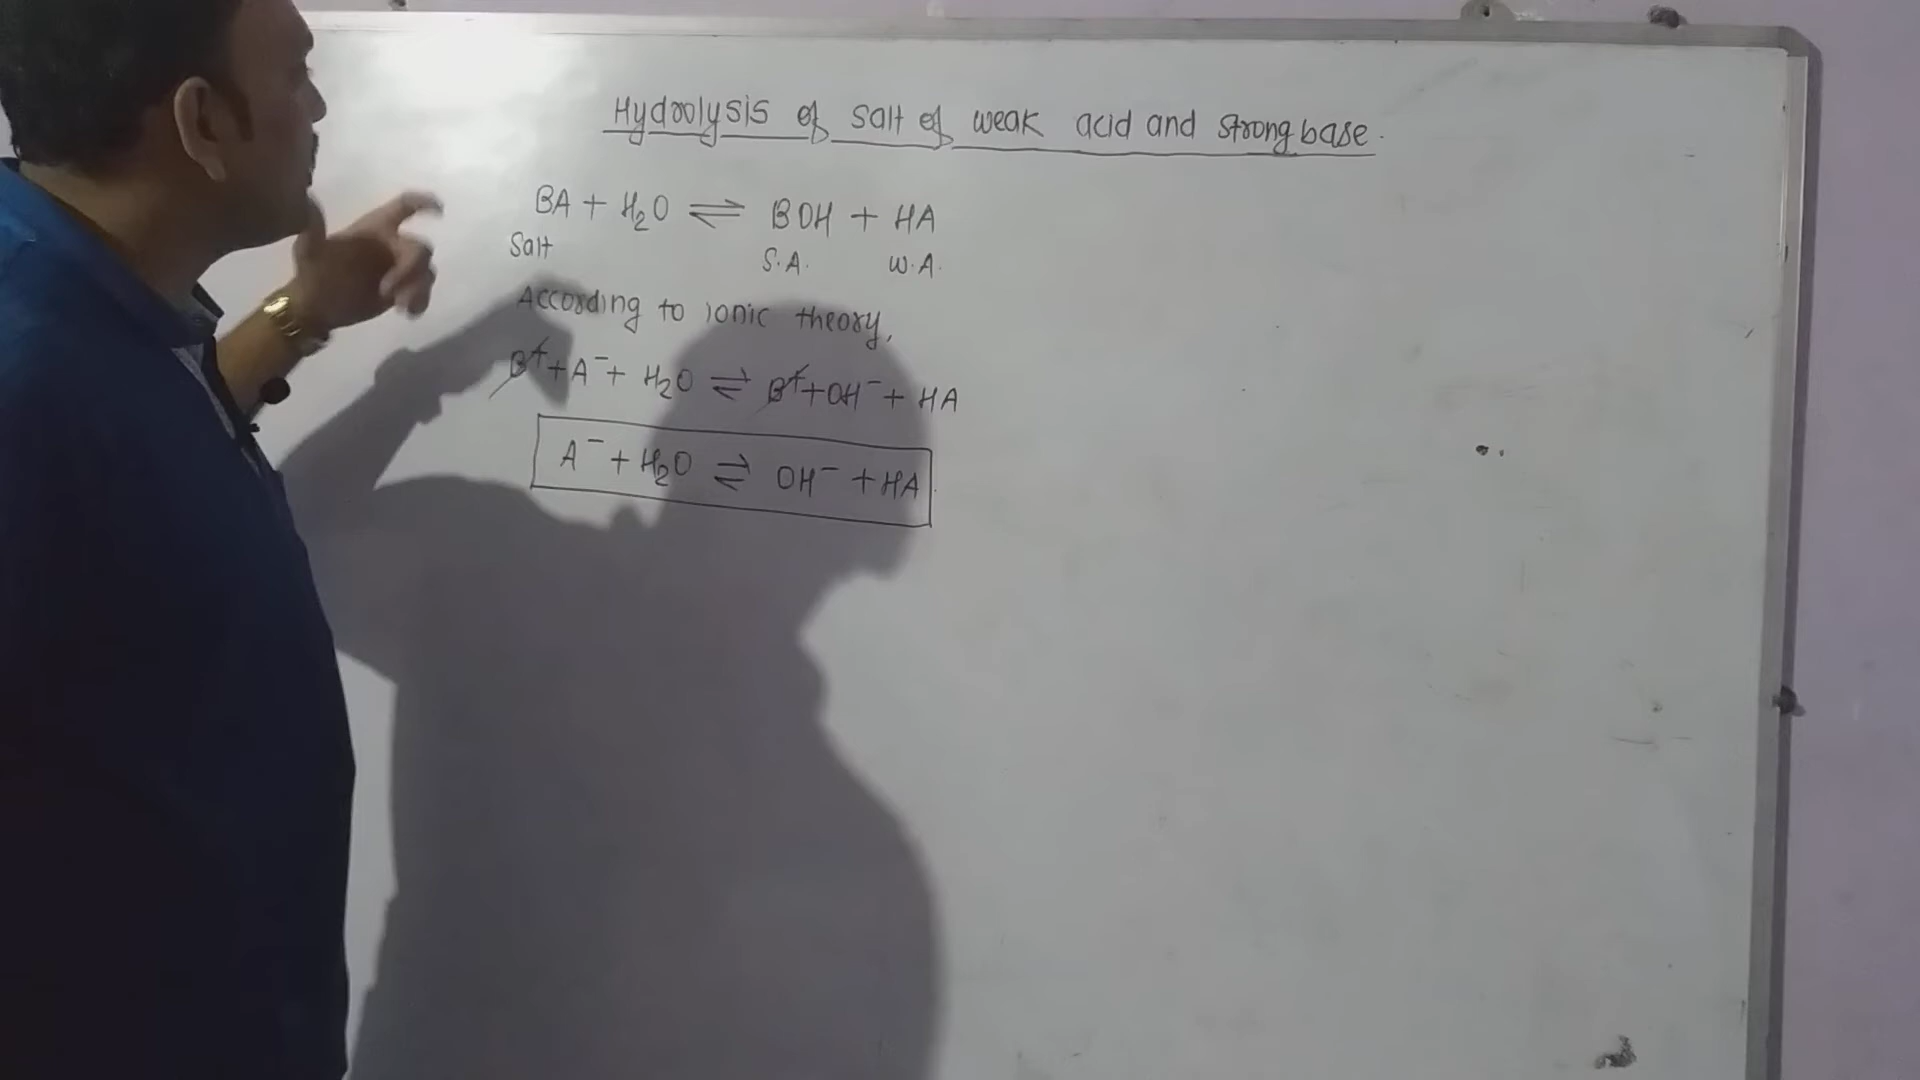 Hydrolysis of salt of weak acid and strong base.
BA + H₂O ⇌ BOH + HA
Salt S.A. W.A.
According to ionic theory,
B⁺ + A⁻ + H₂O ⇌ B⁺ + OH⁻ + HA
A⁻ + H₂O ⇌ OH⁻ + HA